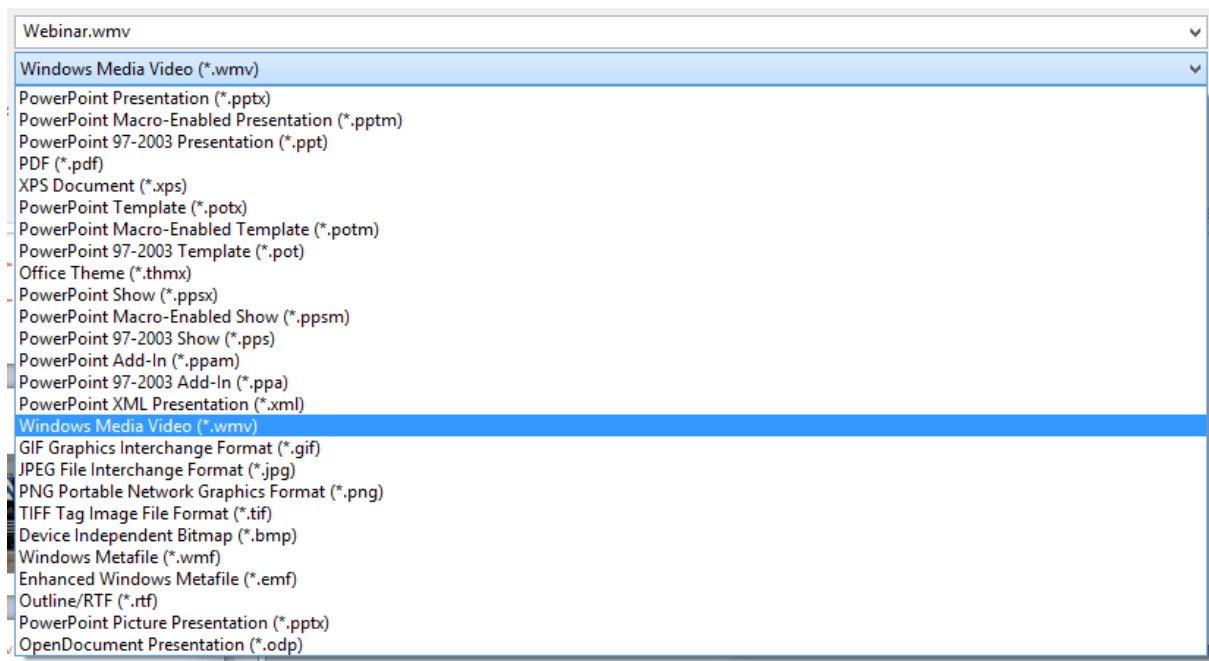 Webinar.wmv
Windows Media Video (*.wmv)
PowerPoint Presentation (*.pptx)
PowerPoint Macro-Enabled Presentation (*.pptm)
PowerPoint 97-2003 Presentation (*.ppt)
PDF (*.pdf)
XPS Document (*.xps)
PowerPoint Template (*.potx)
PowerPoint Macro-Enabled Template (*.potm)
PowerPoint 97-2003 Template (*.pot)
Office Theme (*.thmx)
PowerPoint Show (*.ppsx)
PowerPoint Macro-Enabled Show (*.ppsm)
PowerPoint 97-2003 Show (*.pps)
PowerPoint Add-In (*.ppam)
PowerPoint 97-2003 Add-In (*.ppa)
PowerPoint XML Presentation (*.xml)
Windows Media Video (*.wmv)
GIF Graphics Interchange Format (*.gif)
JPEG File Interchange Format (*.jpg)
PNG Portable Network Graphics Format (*.png)
TIFF Tag Image File Format (*.tif)
Device Independent Bitmap (*.bmp)
Windows Metafile (*.wmf)
Enhanced Windows Metafile (*.emf)
Outline/RTF (*.rtf)
PowerPoint Picture Presentation (*.pptx)
OpenDocument Presentation (*.odp)